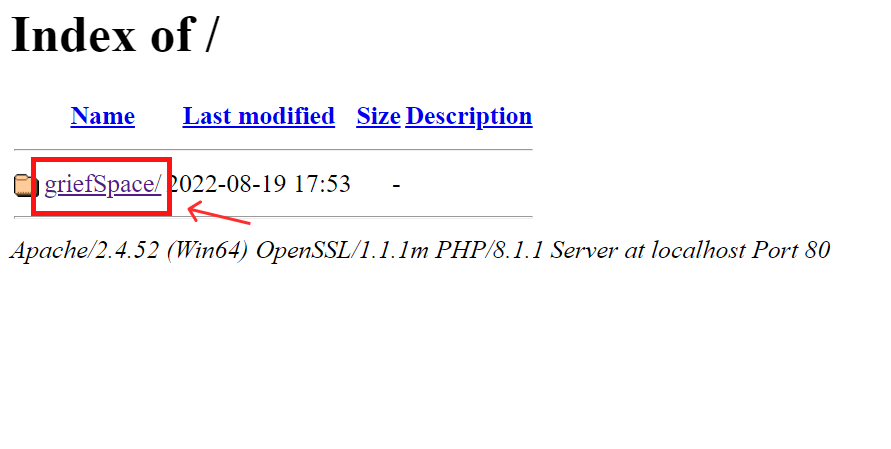 Index of /
Name Last modified Size Description
griefSpace/ 2022-08-19 17:53 -
Apache/2.4.52 (Win64) OpenSSL/1.1.1m PHP/8.1.1 Server at localhost Port 80